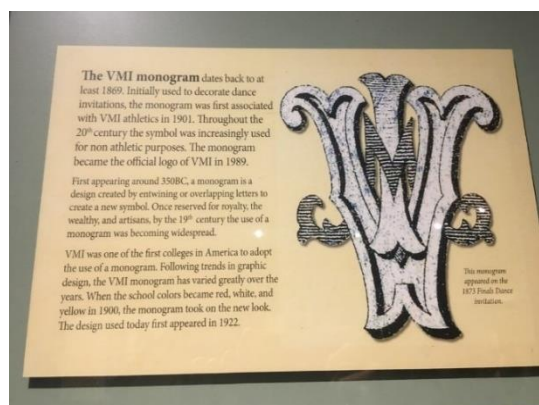 The VMI monogram dates back to at
least 1869. Initially used to decorate dance
invitations, the monogram was first associated
with VMI athletics in 1901. Throughout the
20th century the symbol was increasingly used
for non athletic purposes. The monogram
became the official logo of VMI in 1989.
First appearing around 350BC, a monogram is a
design created by entwining or overlapping letters to
create a new symbol. Once reserved for royalty, the
wealthy, and artisans, by the 19th century the use of a
monogram was becoming widespread.
VMI was one of the first colleges in America to adopt
the use of a monogram. Following trends in graphic
design, the VMI monogram has varied greatly over the
years. When the school colors became red, white, and
yellow in 1900, the monogram took on the new look.
The design used today first appeared in 1922.
VMI
This monogram
appeared on the
1873 Finals Dance
invitation.